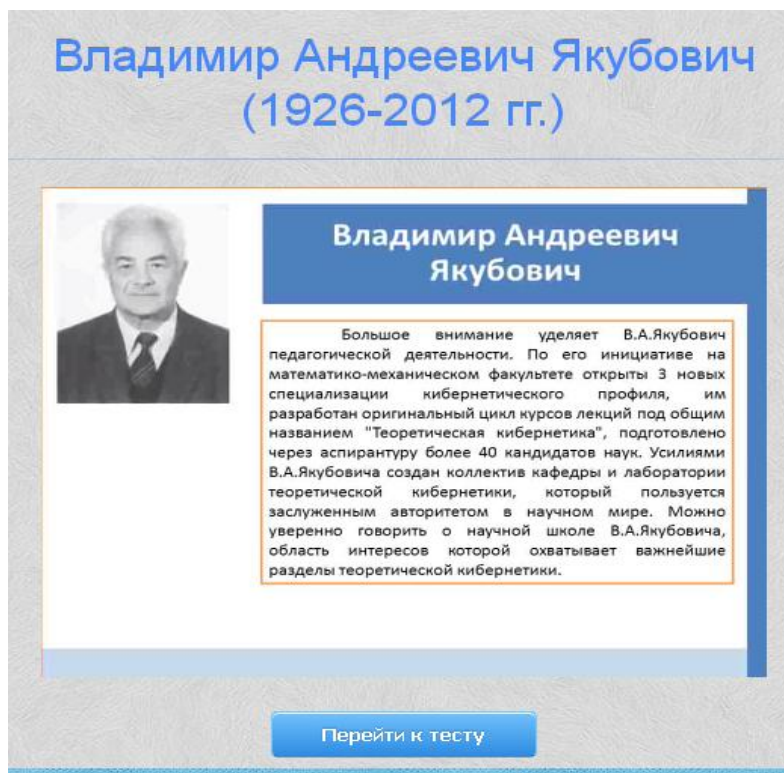 Владимир Андреевич Якубович
(1926-2012 гг.)
Владимир Андреевич
Якубович
Большое внимание уделяет В.А.Якубович
педагогической деятельности. По его инициативе на
математико-механическом факультете открыты 3 новых
специализации кибернетического профиля, им
разработан оригинальный цикл курсов лекций под общим
названием "Теоретическая кибернетика", подготовлено
через аспирантуру более 40 кандидатов наук. Усилиями
В.А.Якубовича создан коллектив кафедры и лаборатории
теоретической кибернетики, который пользуется
заслуженным авторитетом в научном мире. Можно
уверенно говорить о научной школе В.А.Якубовича,
область интересов которой охватывает важнейшие
разделы теоретической кибернетики.
Перейти к тесту